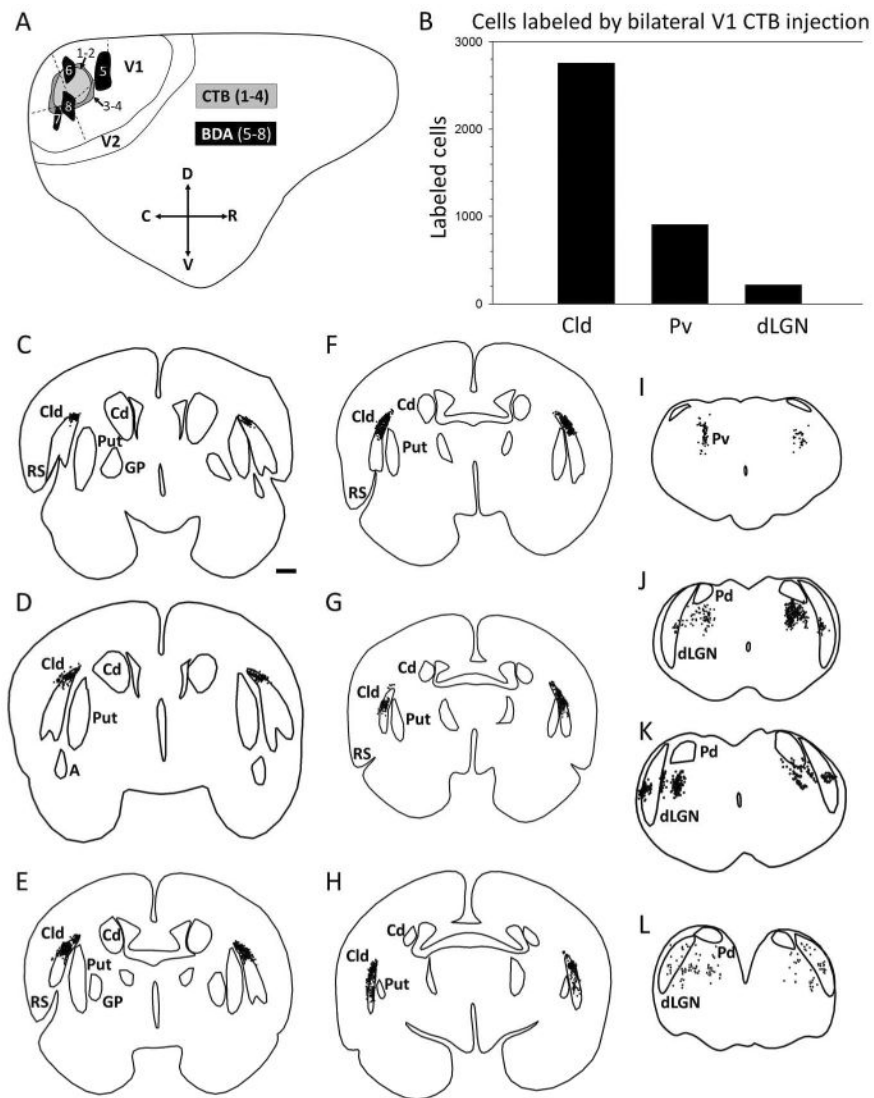 A
B Cells labeled by bilateral V1 CTB injection
1-2
6
5
V1
8
3-4
7
V2
CTB (1-4)
BDA (5-8)
D
C R
V
Labeled cells
3000
2000
1000
0
Cld Pv dLGN
C
Cld
Cd
Put
RS
GP
F
Cld
Cd
Put
RS
I
Pv
D
Cld
Cd
Put
A
G
Cd
Cld
Put
RS
J
Pd
dLGN
K
Pd
dLGN
E
Cld
Cd
Put
RS
GP
H
Cd
Cld
Put
L
Pd
dLGN